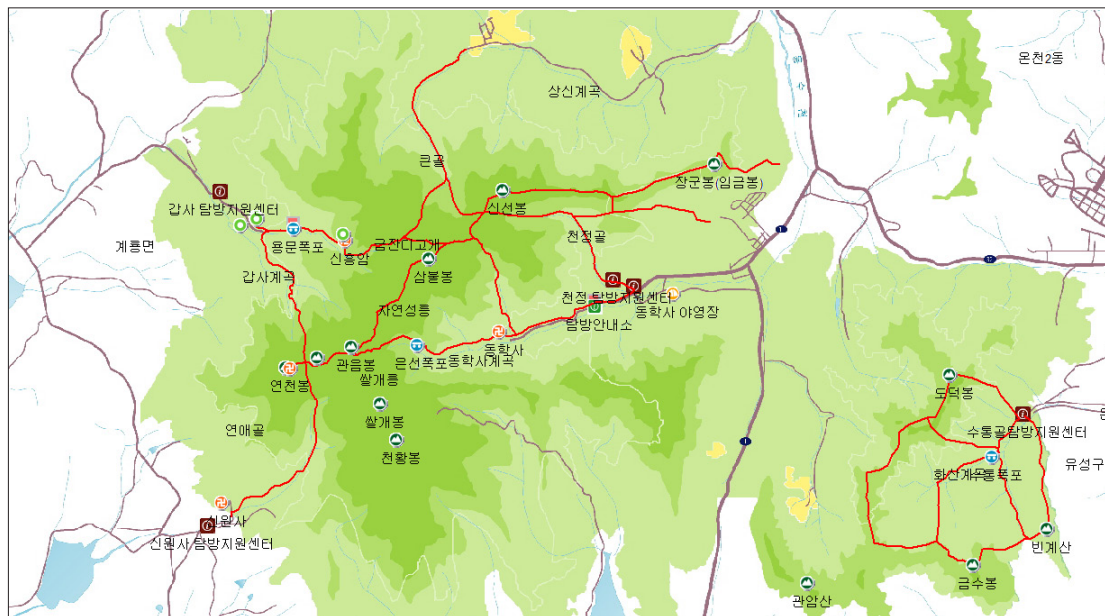 온천2동
상신계곡
큰골
장군봉(임금봉)
갑사 탐방지원센터
신선봉
계룡면
용문폭포
신흥암
금잔디고개
천정골
갑사계곡
삼불봉
천정 탐방지원센터
동학사 야영장
자연성릉
탐방안내소
동학사
관음봉
은선폭포
동학사계곡
연천봉
쌀개릉
도덕봉
쌀개봉
연애골
수통골탐방지원센터
천황봉
유성구
수통폭포
신원사
신원사 탐방지원센터
빈계산
금수봉
관암산
1
1